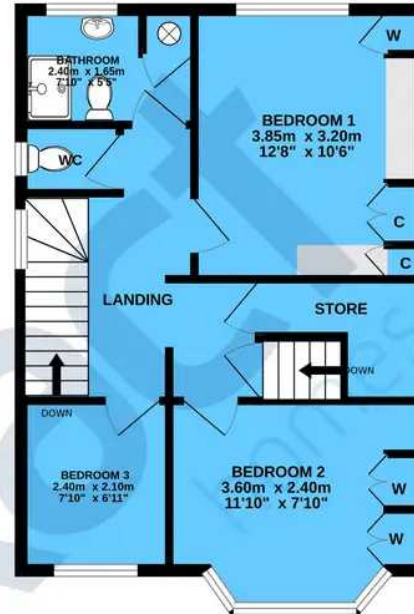 BATHROOM
2.40m x 1.65m
7'10" x 5'5"
W
BEDROOM 1
3.85m x 3.20m
12'8" x 10'6"
WC
C
C
LANDING
STORE
DOWN
DOWN
BEDROOM 3
2.40m x 2.10m
7'10" x 6'11"
BEDROOM 2
3.60m x 2.40m
11'10" x 7'10"
W
W
homes